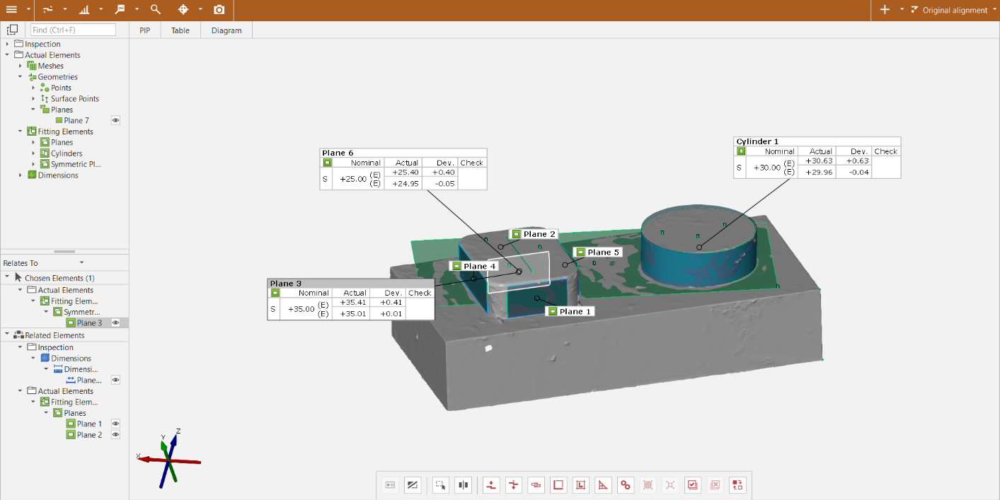 Original alignment
Find (Ctrl+F)
PIP
Table
Diagram
Inspection
Actual Elements
Meshes
Geometries
Points
Surface Points
Planes
Plane 7
Fitting Elements
Planes
Cylinders
Symmetric Pl...
Dimensions
Relates To
Chosen Elements (1)
Actual Elements
Fitting Elem...
Symmetr...
Plane 3
Related Elements
Inspection
Dimensions
Dimensi...
Plane...
Actual Elements
Fitting Elem...
Planes
Plane 1
Plane 2
Plane 6
Nominal Actual Dev. Check
S +25.00 (E) +25.40 +0.40
(E) +24.95 -0.05
Cylinder 1
Nominal Actual Dev. Check
S +30.00 (E) +30.63 +0.63
(E) +29.96 -0.04
Plane 2
Plane 5
Plane 4
Plane 3
Nominal Actual Dev. Check
S +35.00 (E) +35.41 +0.41
(E) +35.01 +0.01
Plane 1
X
Y
Z